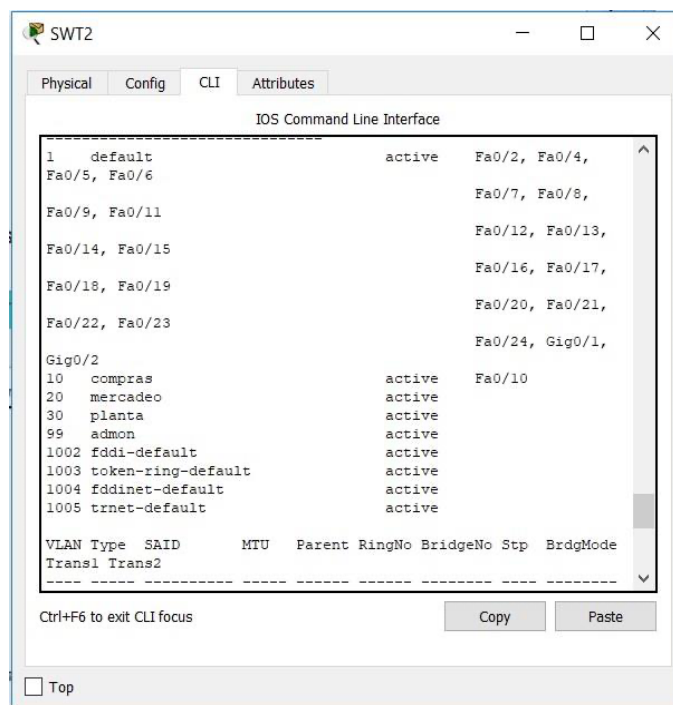 SWT2
Physical Config CLI Attributes
IOS Command Line Interface
--------------------------------
1 default active Fa0/2, Fa0/4,
Fa0/5, Fa0/6
Fa0/7, Fa0/8,
Fa0/9, Fa0/11
Fa0/12, Fa0/13,
Fa0/14, Fa0/15
Fa0/16, Fa0/17,
Fa0/18, Fa0/19
Fa0/20, Fa0/21,
Fa0/22, Fa0/23
Fa0/24, Gig0/1,
Gig0/2
10 compras active Fa0/10
20 mercadeo active
30 planta active
99 admon active
1002 fddi-default active
1003 token-ring-default active
1004 fddinet-default active
1005 trnet-default active
VLAN Type SAID MTU Parent RingNo BridgeNo Stp BrdgMode
Trans1 Trans2
---- ----- ---------- ----- ------ ------ -------- ---- --------
Ctrl+F6 to exit CLI focus Copy Paste
Top